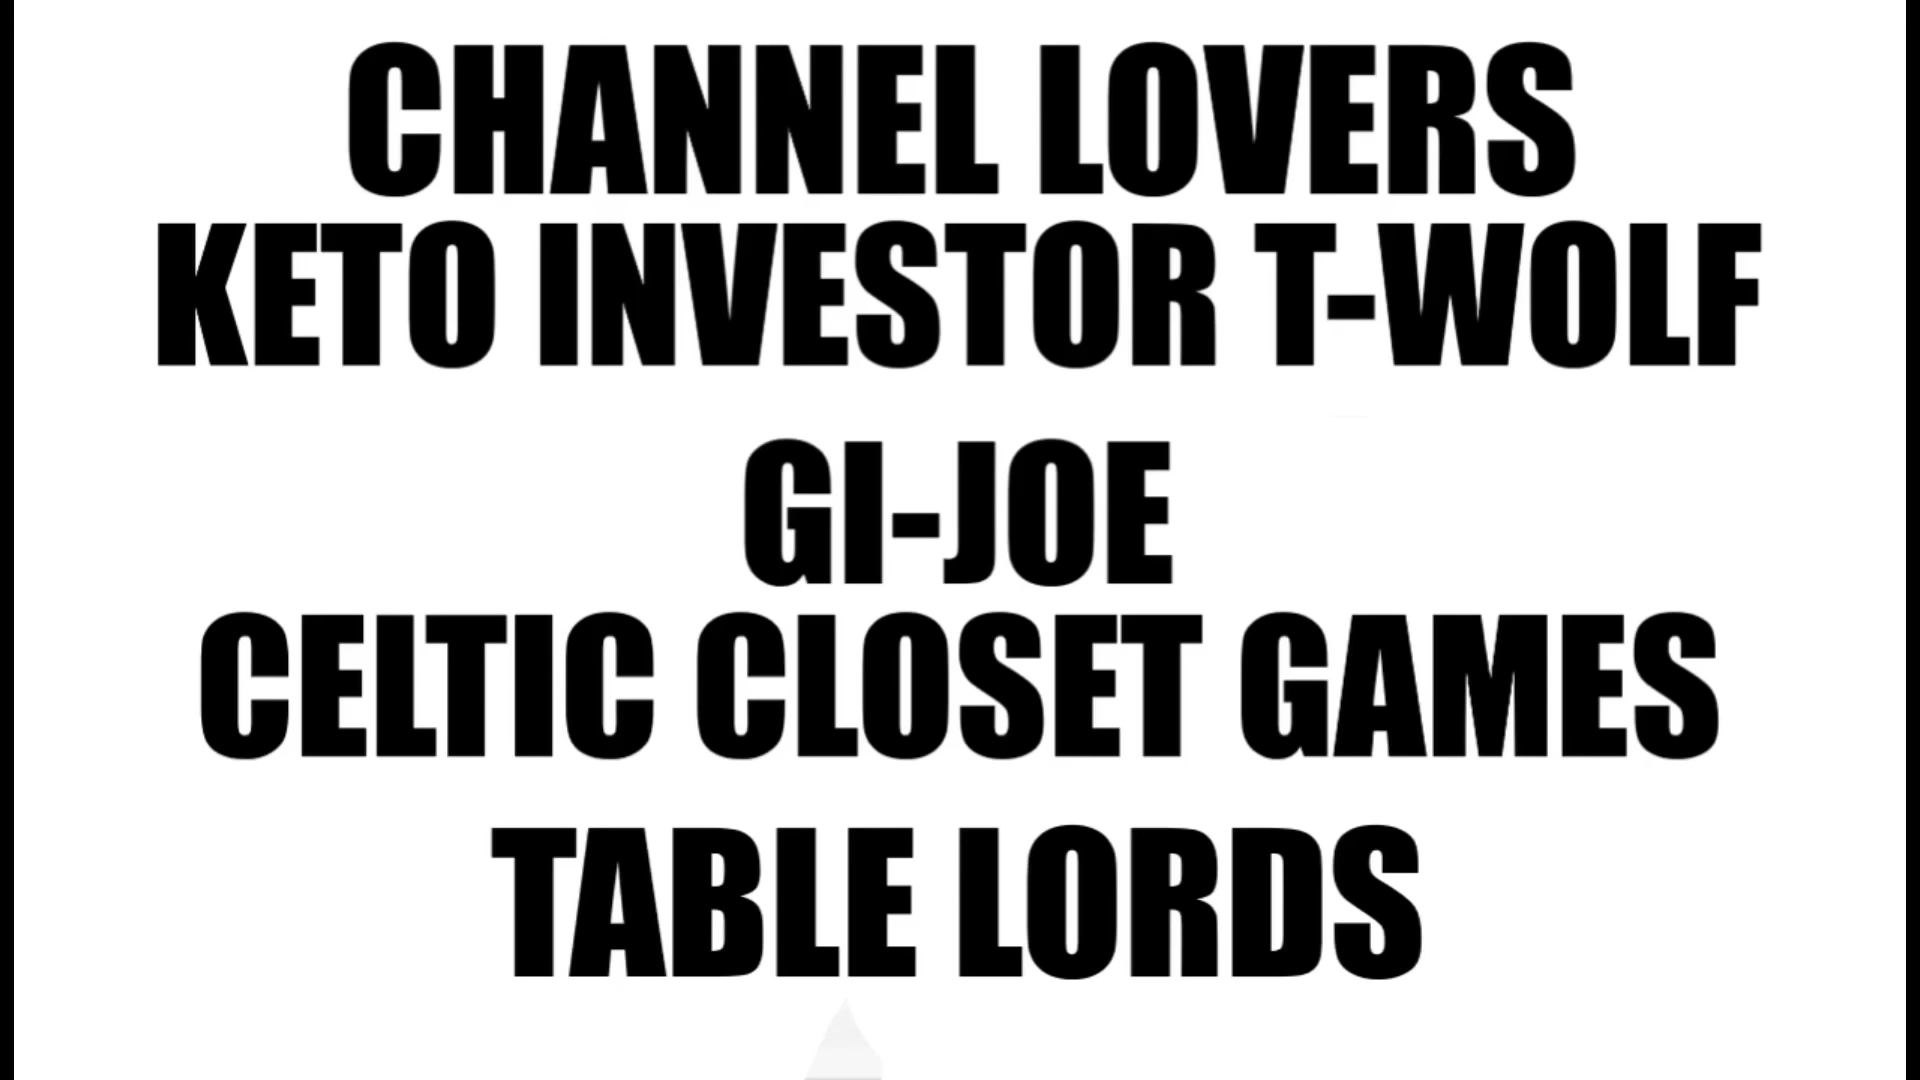 CHANNEL LOVERS
KETO INVESTOR T-WOLF
GI-JOE
CELTIC CLOSET GAMES
TABLE LORDS